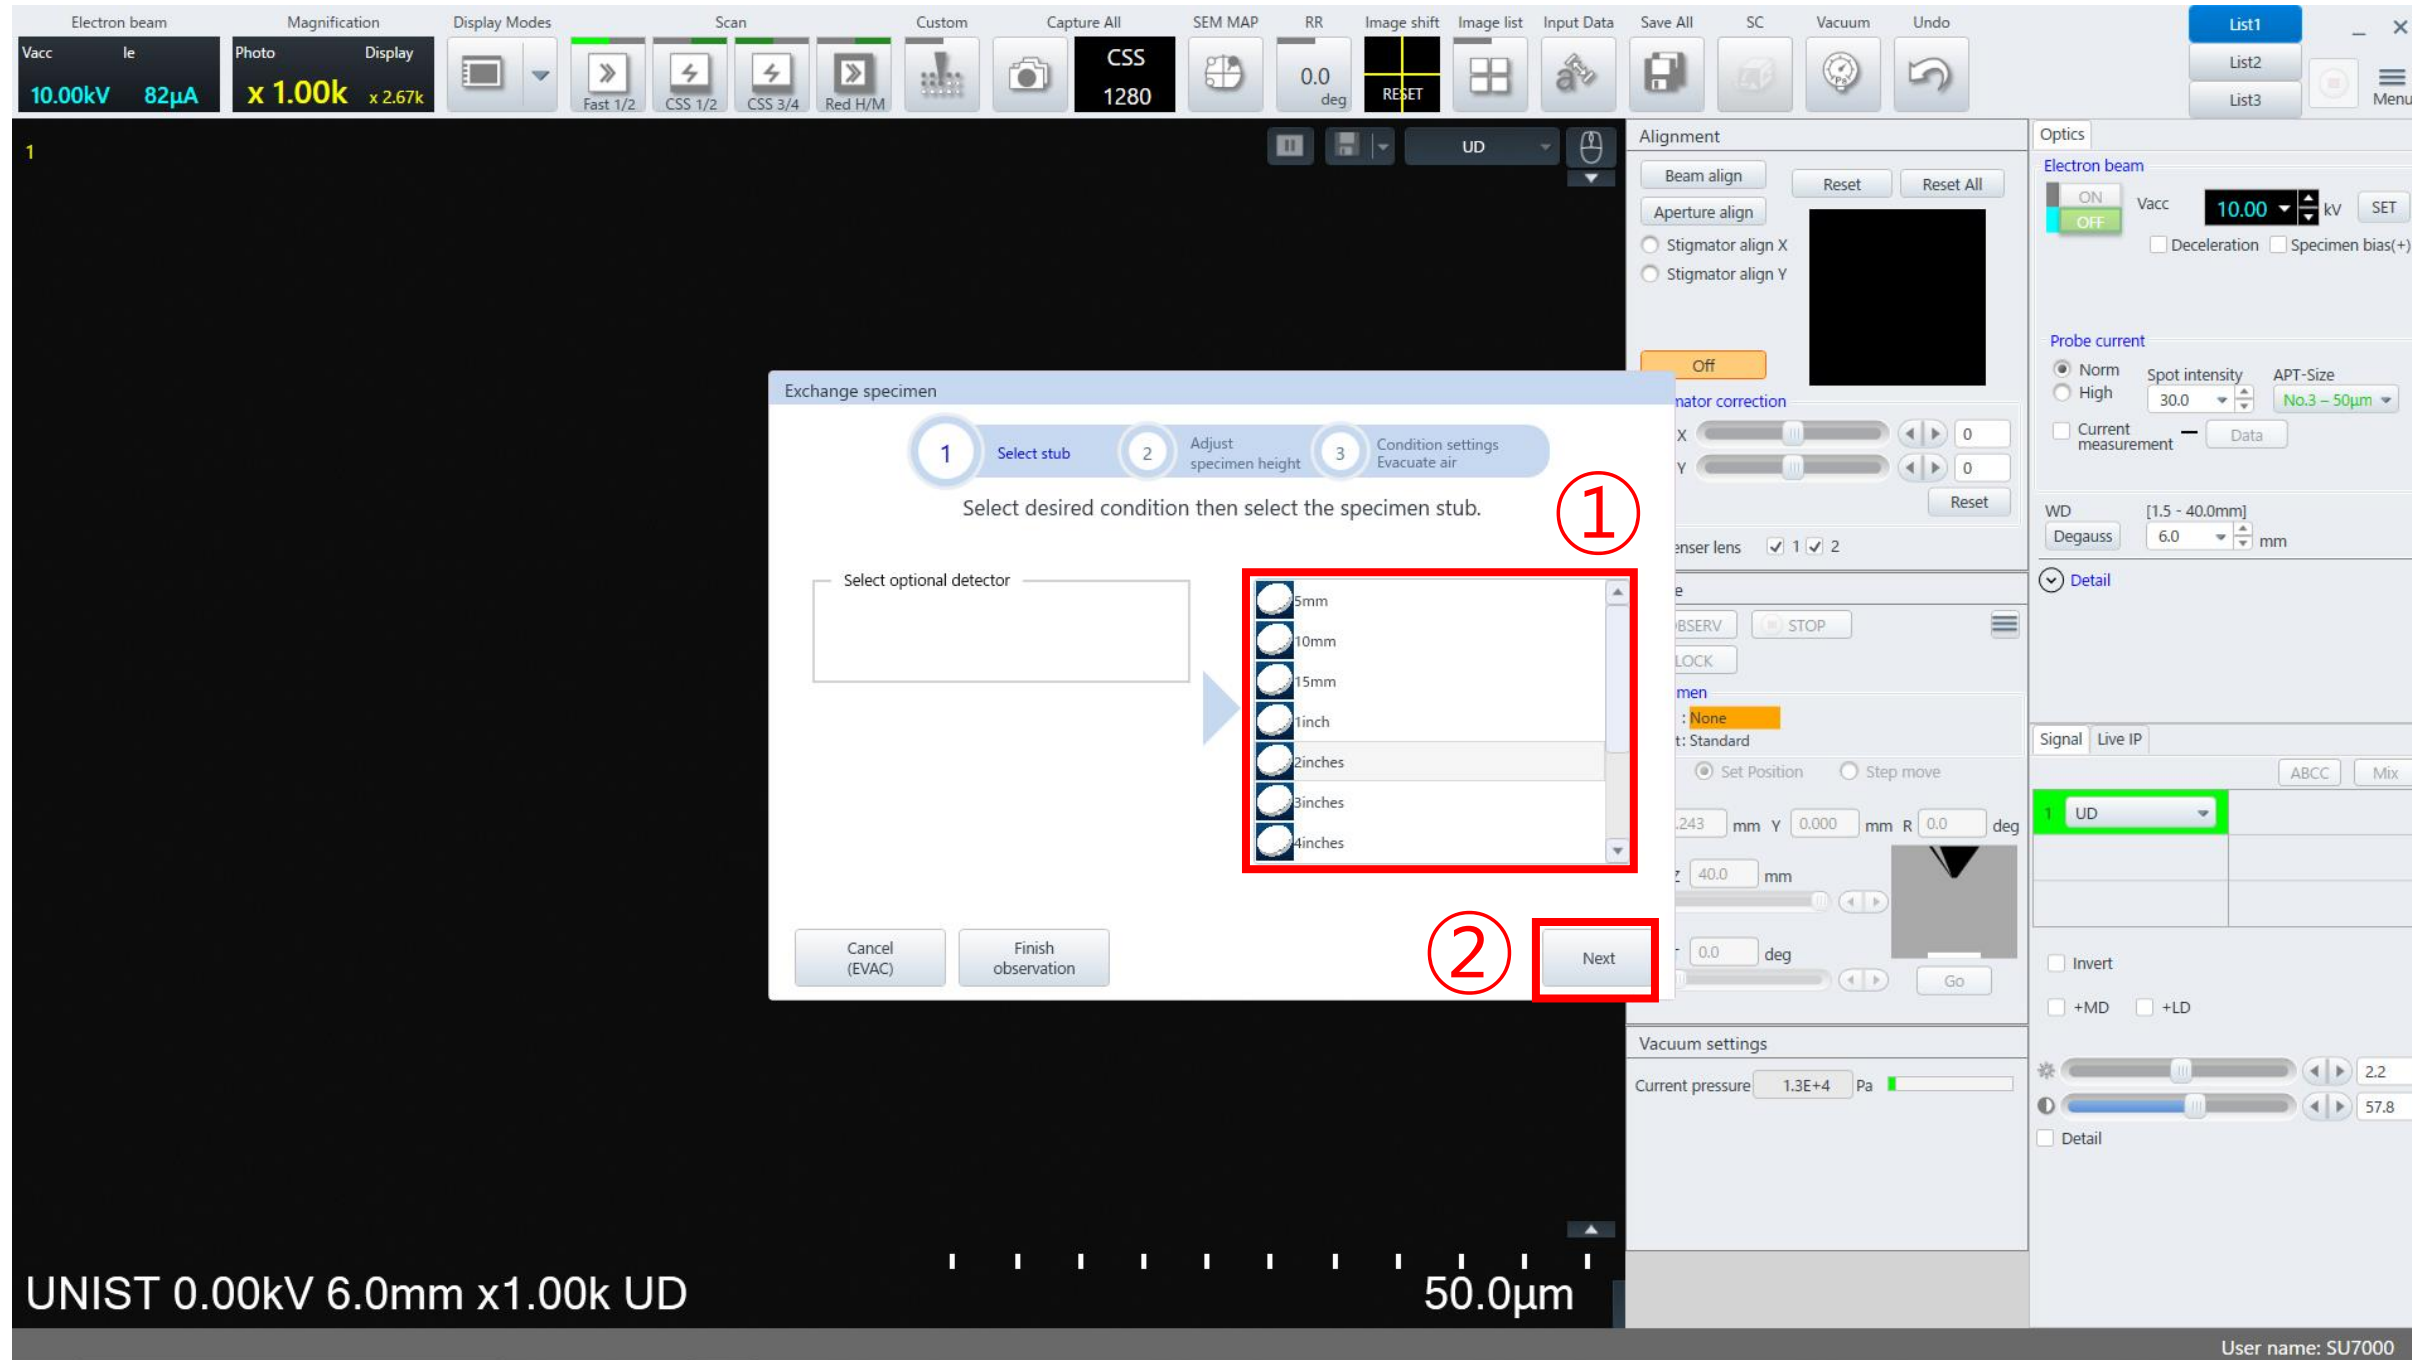 Electron beam
Magnification
Display Modes
Scan
Custom
Capture All
SEM MAP
RR
Image shift
Image list
Input Data
Save All
SC
Vacuum
Undo
Vacc Ie
10.00kV 82μA
Photo Display
x 1.00k x 2.67k
Fast 1/2
CSS 1/2
CSS 3/4
Red H/M
CSS
1280
0.0
deg
RESET
List1
List2
List3
Menu
1
UD
Alignment
Beam align
Reset
Reset All
Aperture align
Stigmator align X
Stigmator align Y
Off
mator correction
X 0
Y 0
Reset
enser lens 1 2
e
BSERV
STOP
LOCK
men
: None
t: Standard
Set Position
Step move
.243 mm Y 0.000 mm R 0.0 deg
Z 40.0 mm
0.0 deg
Go
Vacuum settings
Current pressure 1.3E+4 Pa
Exchange specimen
1 Select stub
2 Adjust
specimen height
3 Condition settings
Evacuate air
Select desired condition then select the specimen stub.
①
Select optional detector
5mm
10mm
15mm
1inch
2inches
3inches
4inches
Cancel
(EVAC)
Finish
observation
②
Next
Optics
Electron beam
ON
OFF
Vacc 10.00 kV SET
Deceleration Specimen bias(+)
Probe current
Norm
High
Spot intensity
30.0
APT-Size
No.3 – 50μm
Current
measurement
Data
WD [1.5 - 40.0mm]
Degauss 6.0 mm
Detail
Signal Live IP
ABCC Mix
1 UD
Invert
+MD +LD
2.2
57.8
Detail
UNIST 0.00kV 6.0mm x1.00k UD
50.0μm
User name: SU7000